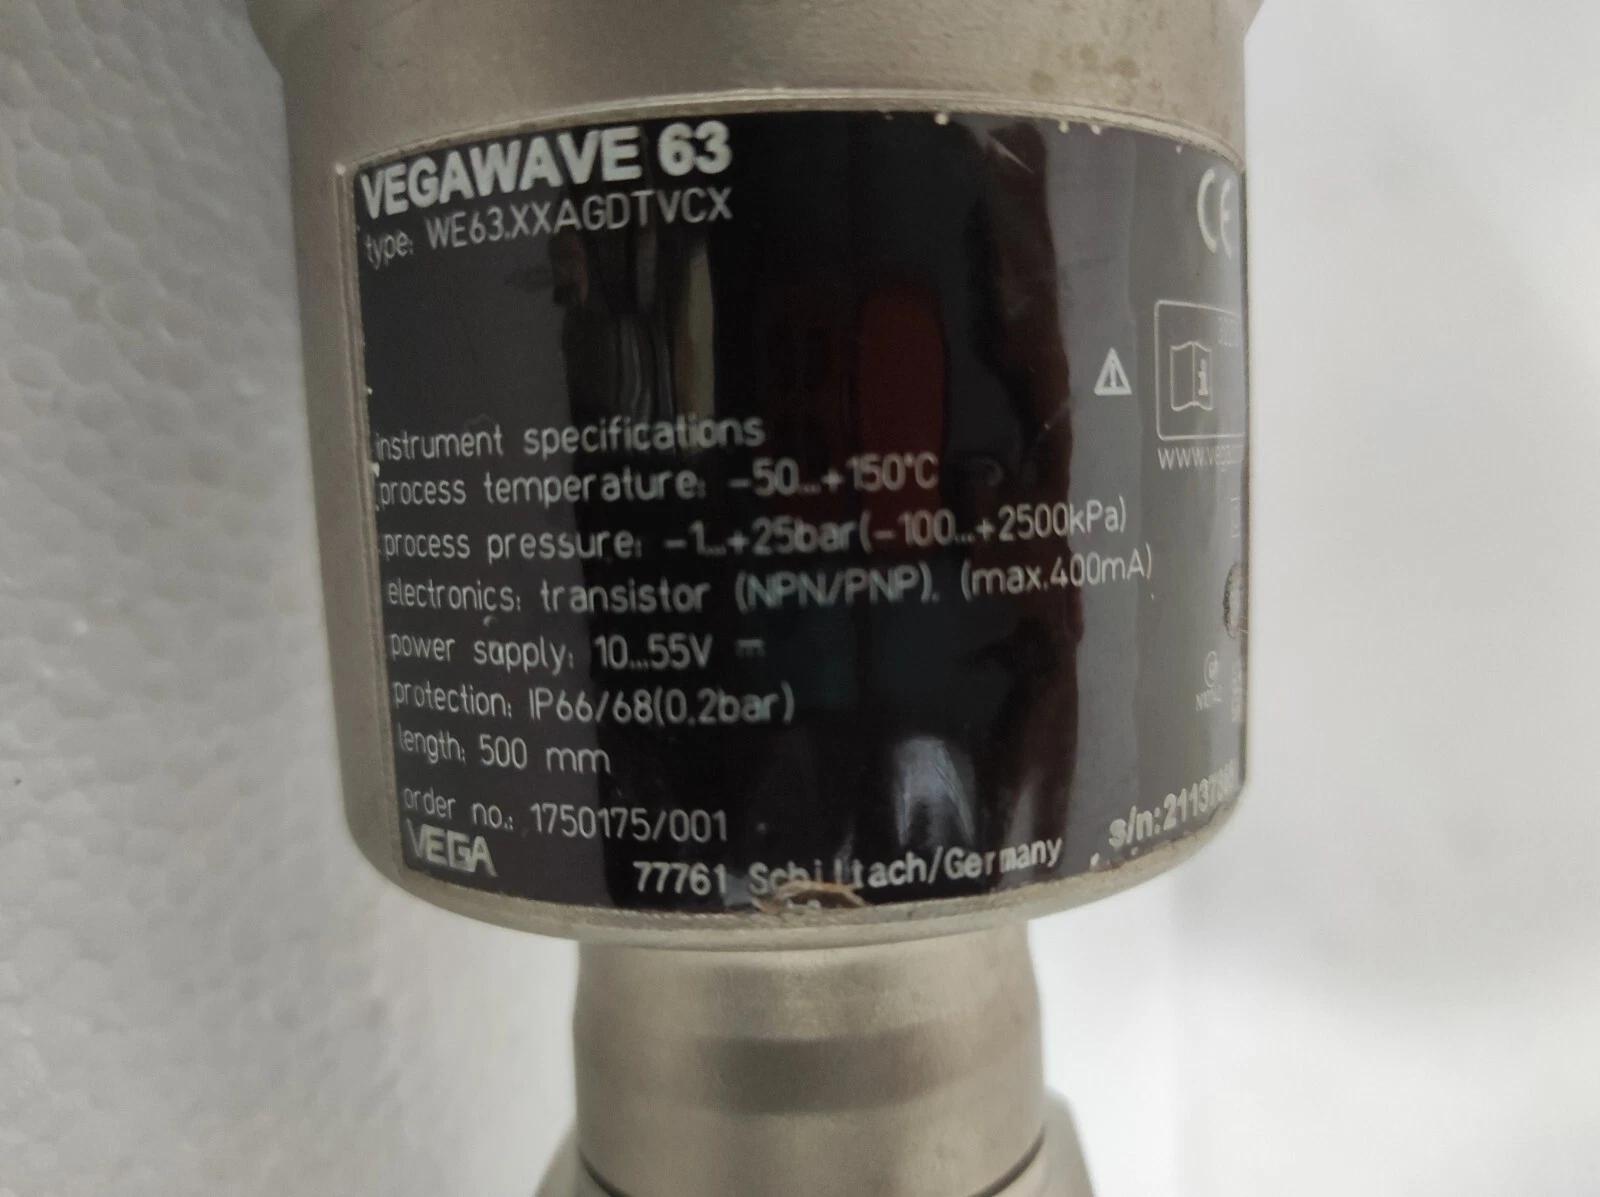 VEGAWAVE 63
type: WE63.XXAGDTVCX
CE
i
www.
instrument specifications
process temperature: -50...+150°C
process pressure: -1...+25bar(-100...+2500kPa)
electronics: transistor (NPN/PNP), (max.400mA)
power supply: 10...55V
protection: IP66/68(0.2bar)
length: 500 mm
order no.: 1750175/001
s/n:
VEGA
77761 Schiltach/Germany